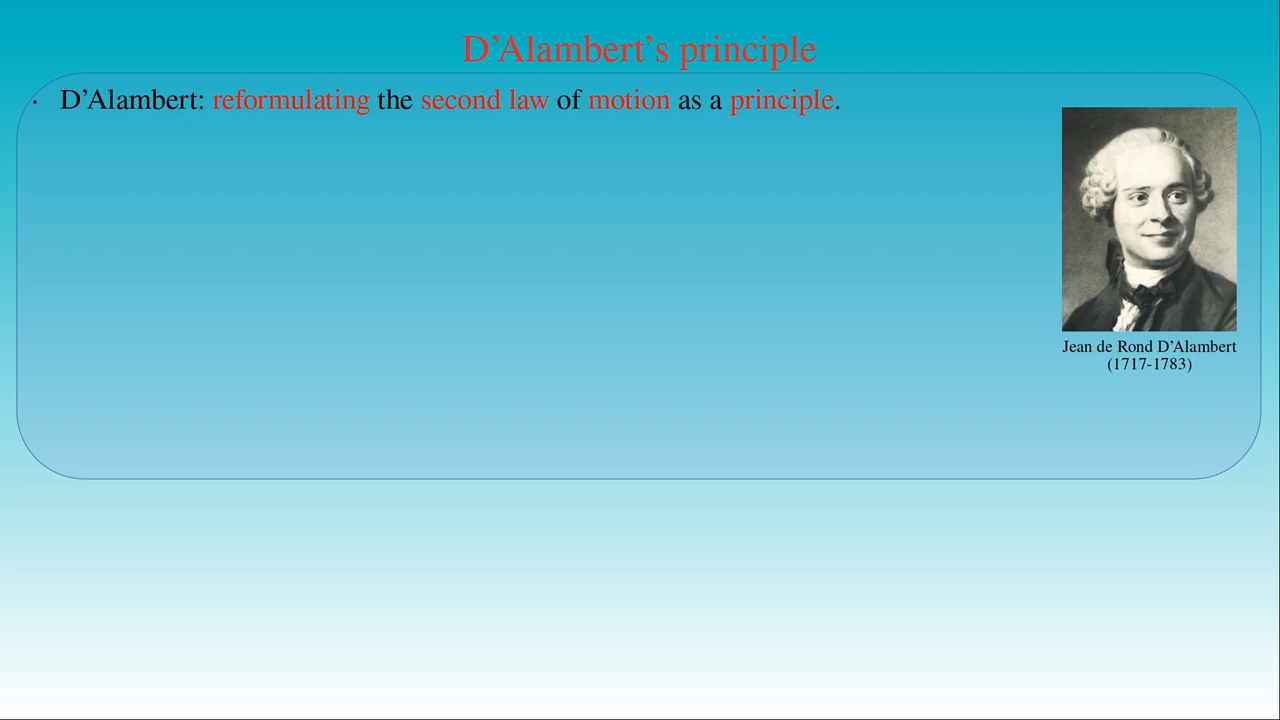 D’Alambert’s principle
· D’Alambert: reformulating the second law of motion as a principle.
Jean de Rond D’Alambert
(1717-1783)